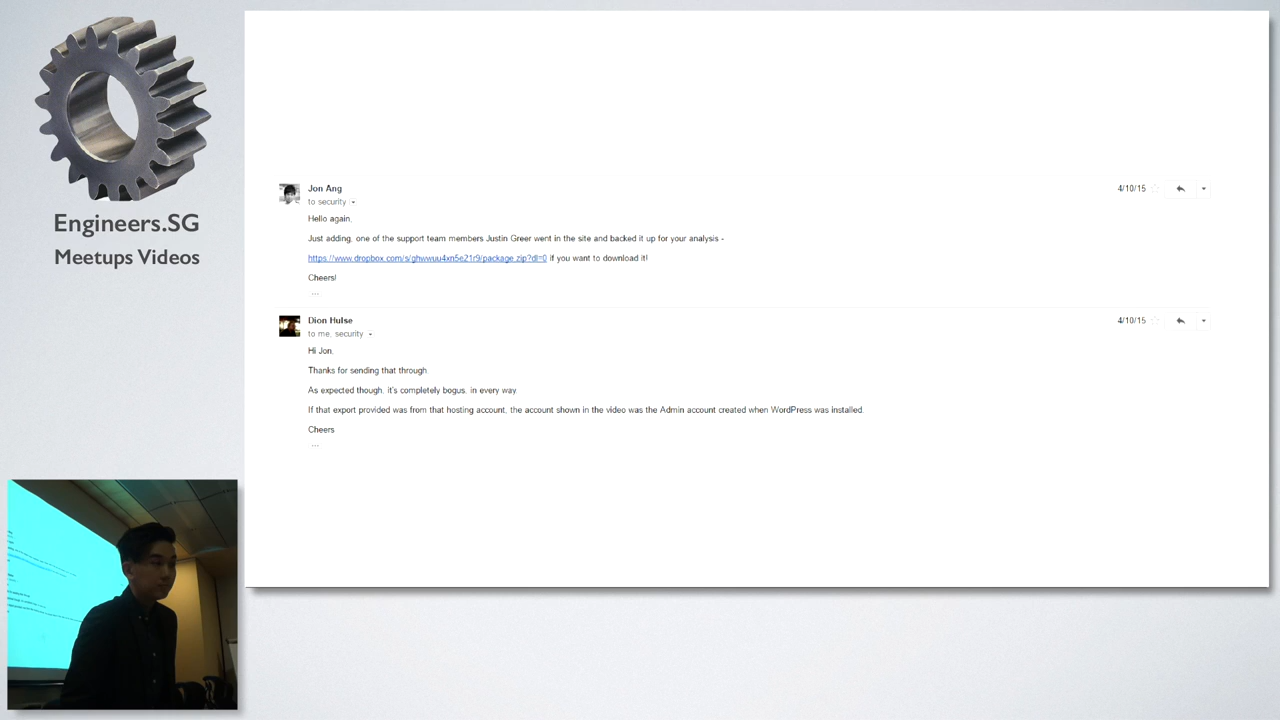 Engineers.SG
Meetups Videos
Jon Ang
4/10/15
to security
Hello again,
Just adding, one of the support team members Justin Greer went in the site and backed it up for your analysis -
https://www.dropbox.com/s/ghwwuu4xn5e21r9/package.zip?dl=0 if you want to download it!
Cheers!
...
Dion Hulse
4/10/15
to me, security
Hi Jon,
Thanks for sending that through.
As expected though, it's completely bogus, in every way.
If that export provided was from that hosting account, the account shown in the video was the Admin account created when WordPress was installed.
Cheers
...